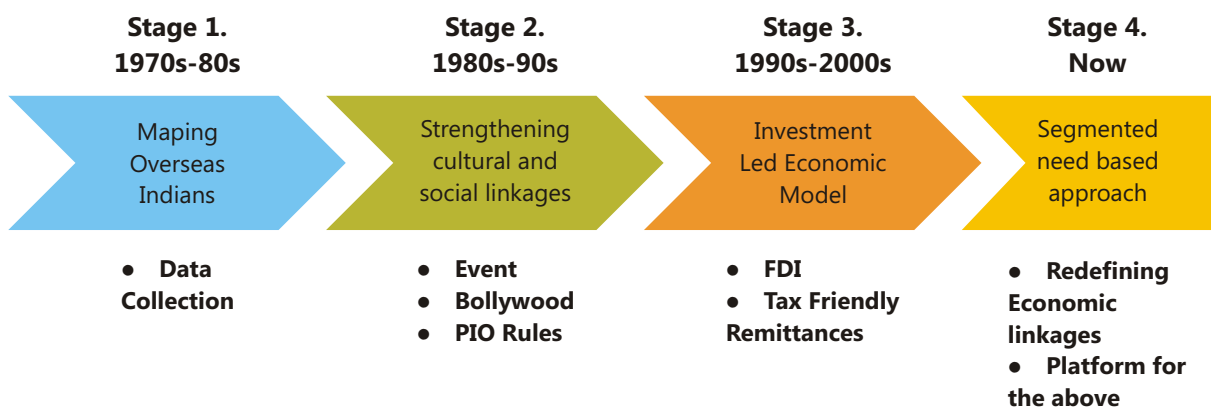 Stage 1.
1970s-80s
Maping
Overseas
Indians
● Data
Collection
Stage 2.
1980s-90s
Strengthening
cultural and
social linkages
● Event
● Bollywood
● PIO Rules
Stage 3.
1990s-2000s
Investment
Led Economic
Model
● FDI
● Tax Friendly
Remittances
Stage 4.
Now
Segmented
need based
approach
● Redefining
Economic
linkages
● Platform for
the above